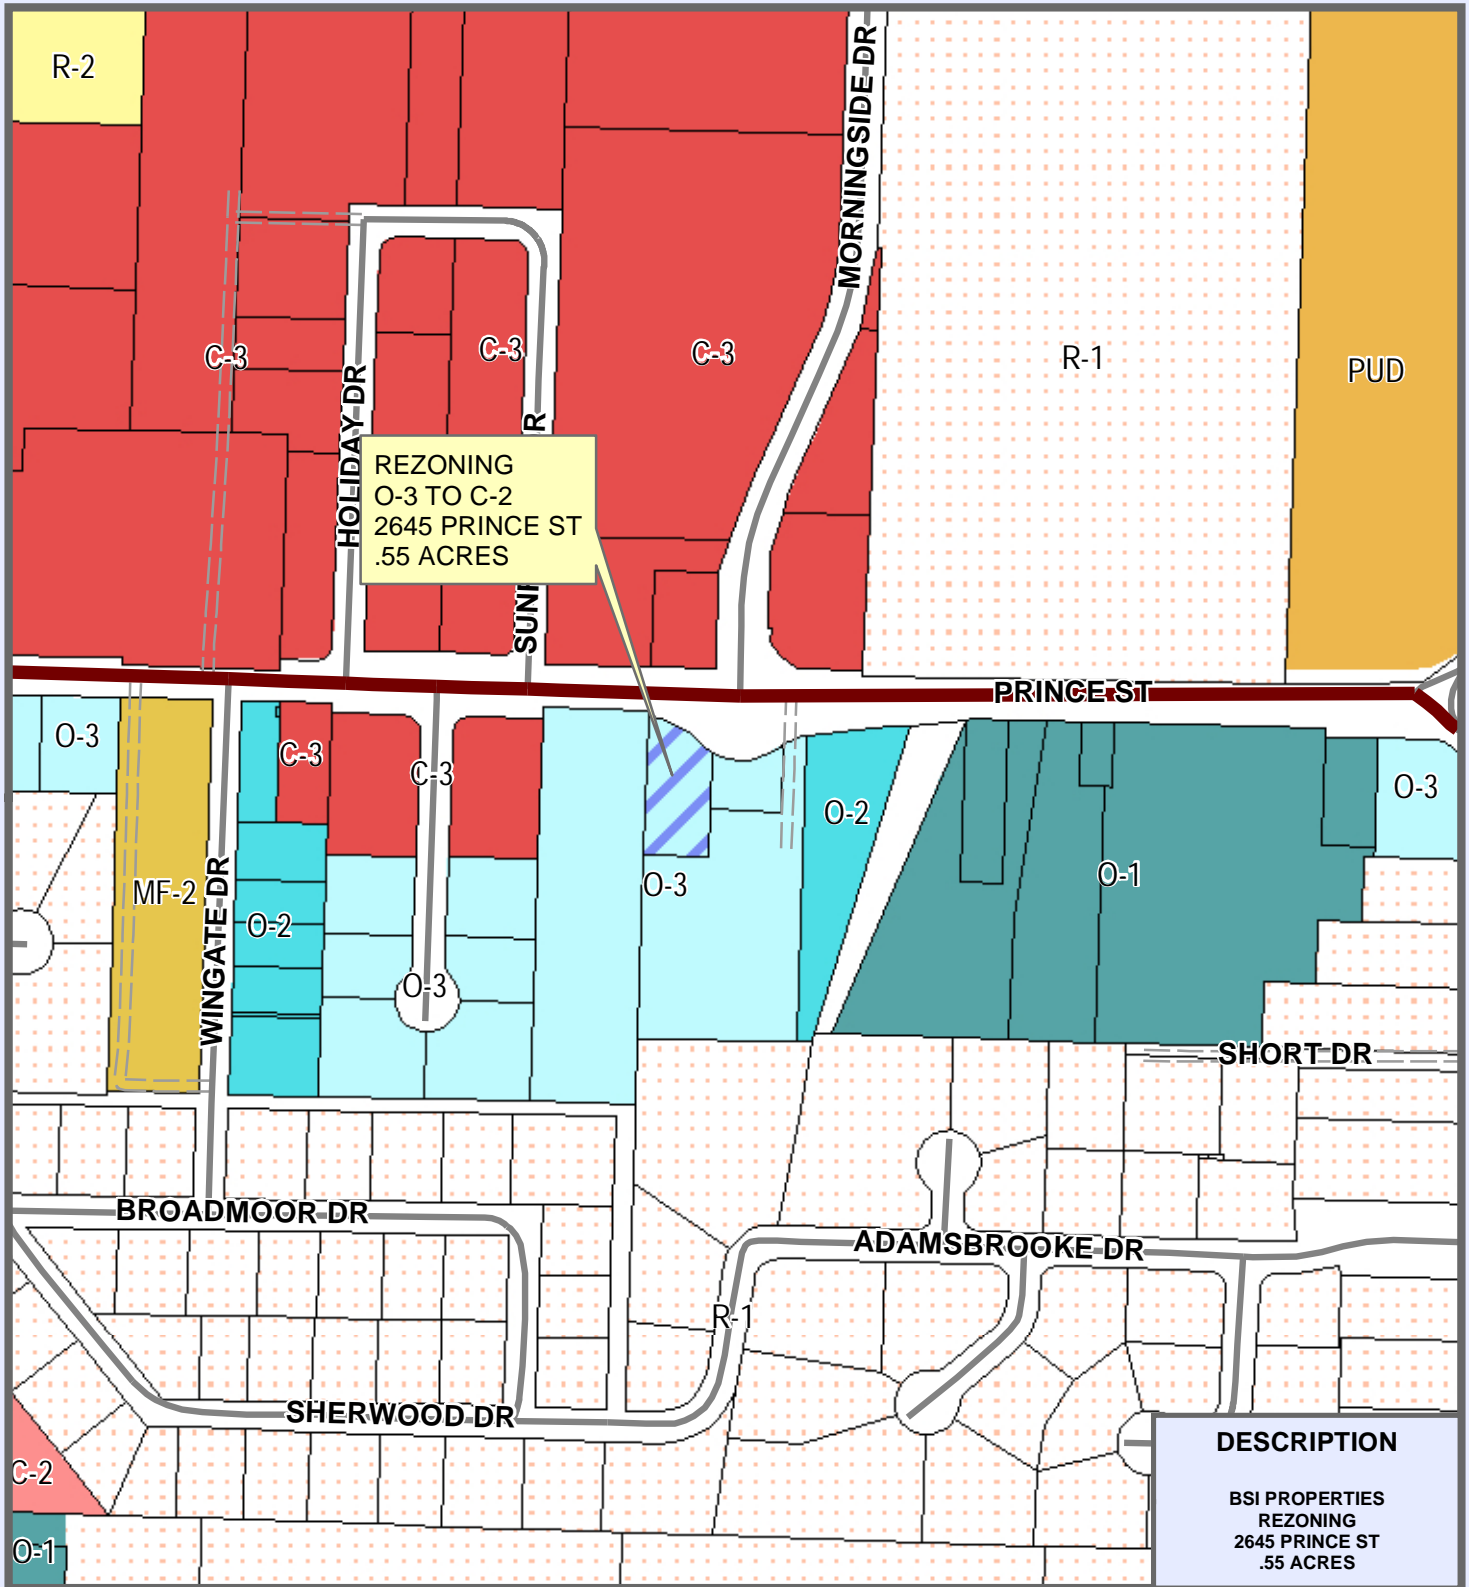 R-2
MORNINGSIDE DR
C-3
C-3
C-3
R-1
PUD
HOLIDAY DR
REZONING
O-3 TO C-2
2645 PRINCE ST
.55 ACRES
PRINCE ST
O-3
C-3
C-3
O-2
O-3
MF-2
O-3
O-1
WINGATE DR
O-2
O-3
SHORT DR
BROADMOOR DR
ADAMSBROOKE DR
R-1
SHERWOOD DR
C-2
O-1
DESCRIPTION
BSI PROPERTIES
REZONING
2645 PRINCE ST
.55 ACRES